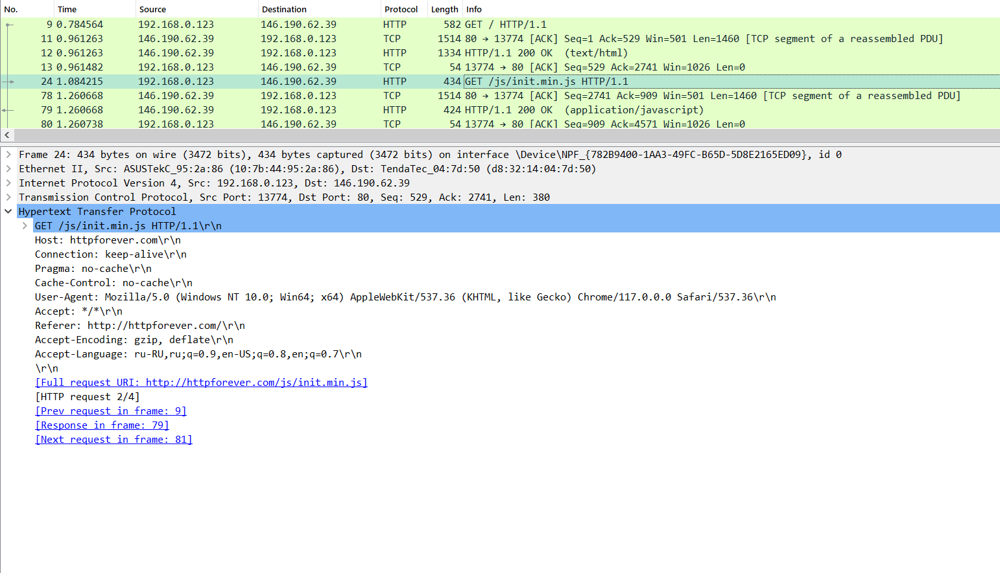 No. Time Source Destination Protocol Length Info
9 0.784564 192.168.0.123 146.190.62.39 HTTP 582 GET / HTTP/1.1
11 0.961263 146.190.62.39 192.168.0.123 TCP 1514 80 → 13774 [ACK] Seq=1 Ack=529 Win=501 Len=1460 [TCP segment of a reassembled PDU]
12 0.961263 146.190.62.39 192.168.0.123 HTTP 1334 HTTP/1.1 200 OK  (text/html)
13 0.961482 192.168.0.123 146.190.62.39 TCP 54 13774 → 80 [ACK] Seq=529 Ack=2741 Win=1026 Len=0
24 1.084215 192.168.0.123 146.190.62.39 HTTP 434 GET /js/init.min.js HTTP/1.1
78 1.260668 146.190.62.39 192.168.0.123 TCP 1514 80 → 13774 [ACK] Seq=2741 Ack=909 Win=501 Len=1460 [TCP segment of a reassembled PDU]
79 1.260668 146.190.62.39 192.168.0.123 HTTP 424 HTTP/1.1 200 OK  (application/javascript)
80 1.260738 192.168.0.123 146.190.62.39 TCP 54 13774 → 80 [ACK] Seq=909 Ack=4571 Win=1026 Len=0
Frame 24: 434 bytes on wire (3472 bits), 434 bytes captured (3472 bits) on interface \Device\NPF_{782B9400-1AA3-49FC-B65D-5D8E2165ED09}, id 0
Ethernet II, Src: ASUSTekC_95:2a:86 (10:7b:44:95:2a:86), Dst: TendaTec_04:7d:50 (d8:32:14:04:7d:50)
Internet Protocol Version 4, Src: 192.168.0.123, Dst: 146.190.62.39
Transmission Control Protocol, Src Port: 13774, Dst Port: 80, Seq: 529, Ack: 2741, Len: 380
Hypertext Transfer Protocol
GET /js/init.min.js HTTP/1.1\r\n
Host: httpforever.com\r\n
Connection: keep-alive\r\n
Pragma: no-cache\r\n
Cache-Control: no-cache\r\n
User-Agent: Mozilla/5.0 (Windows NT 10.0; Win64; x64) AppleWebKit/537.36 (KHTML, like Gecko) Chrome/117.0.0.0 Safari/537.36\r\n
Accept: */*\r\n
Referer: http://httpforever.com/\r\n
Accept-Encoding: gzip, deflate\r\n
Accept-Language: ru-RU,ru;q=0.9,en-US;q=0.8,en;q=0.7\r\n
\r\n
[Full request URI: http://httpforever.com/js/init.min.js]
[HTTP request 2/4]
[Prev request in frame: 9]
[Response in frame: 79]
[Next request in frame: 81]